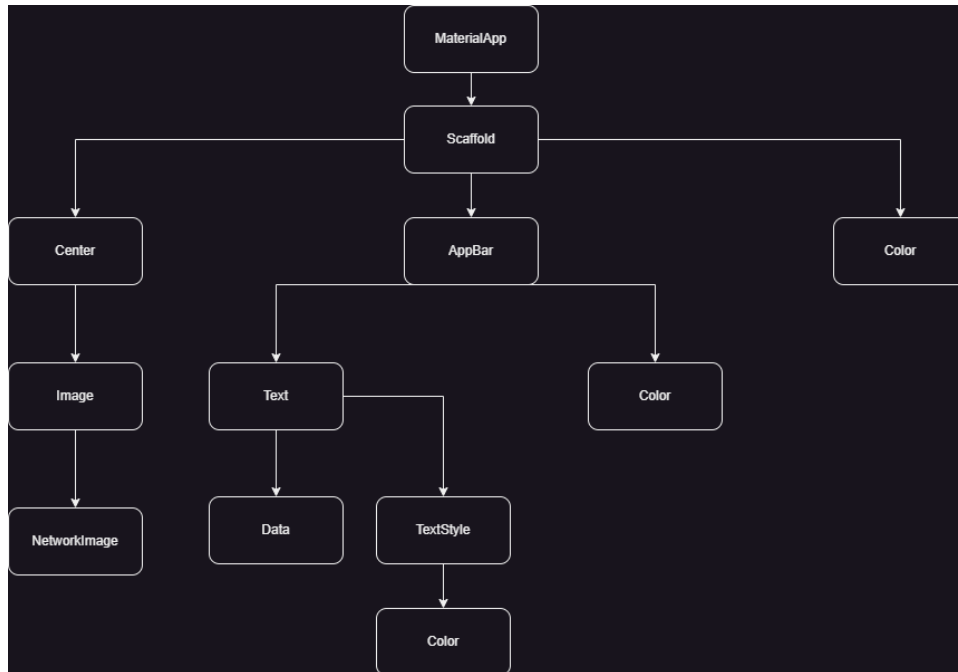 MaterialApp
Scaffold
Center
AppBar
Color
Image
Text
Color
NetworkImage
Data
TextStyle
Color